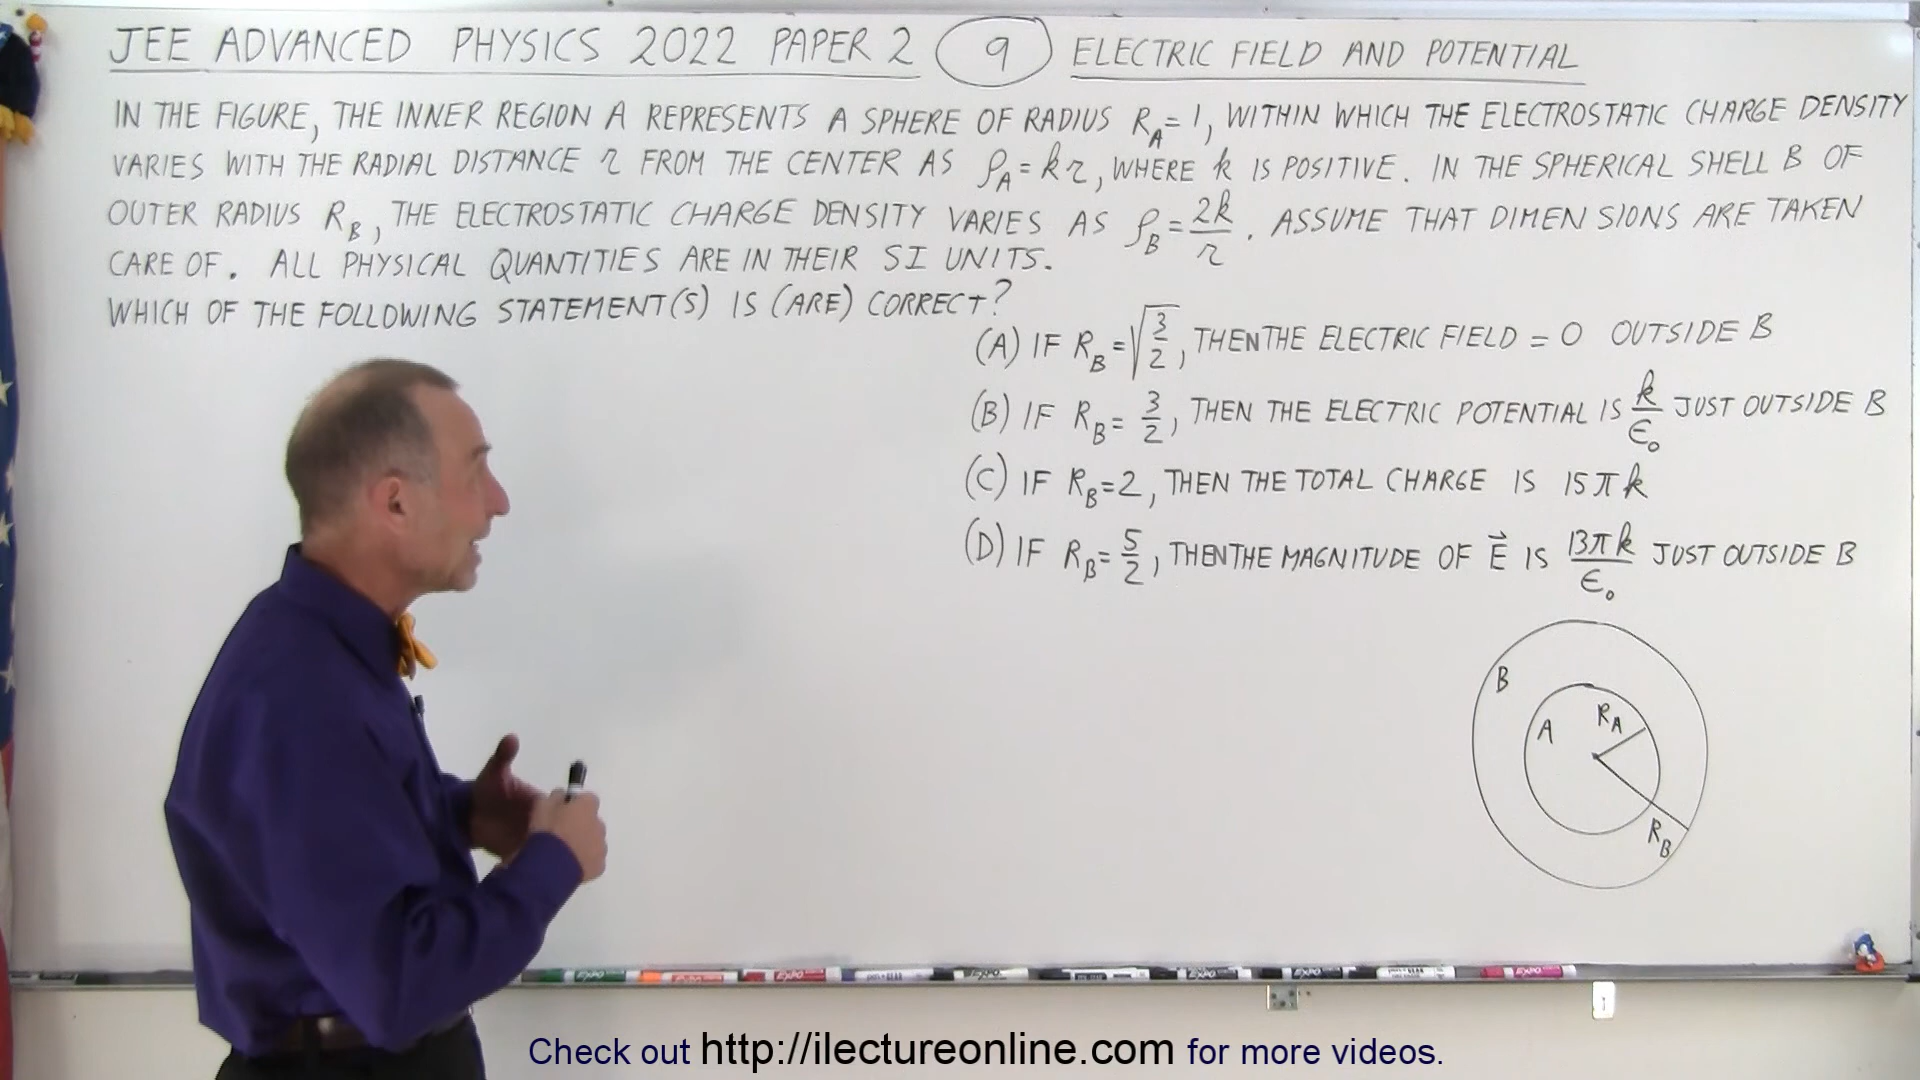 JEE ADVANCED PHYSICS 2022 PAPER 2 9 ELECTRIC FIELD AND POTENTIAL
IN THE FIGURE, THE INNER REGION A REPRESENTS A SPHERE OF RADIUS R_A=1, WITHIN WHICH THE ELECTROSTATIC CHARGE DENSITY
VARIES WITH THE RADIAL DISTANCE r FROM THE CENTER AS ρ_A=kr, WHERE k IS POSITIVE. IN THE SPHERICAL SHELL B OF
OUTER RADIUS R_B, THE ELECTROSTATIC CHARGE DENSITY VARIES AS ρ_B=2k/r. ASSUME THAT DIMENSIONS ARE TAKEN
CARE OF. ALL PHYSICAL QUANTITIES ARE IN THEIR SI UNITS.
WHICH OF THE FOLLOWING STATEMENT(S) IS (ARE) CORRECT?
(A) IF R_B=√(3/2), THEN THE ELECTRIC FIELD = 0 OUTSIDE B
(B) IF R_B= 3/2, THEN THE ELECTRIC POTENTIAL IS k/ϵ₀ JUST OUTSIDE B
(C) IF R_B=2, THEN THE TOTAL CHARGE IS 15πk
(D) IF R_B= 5/2, THEN THE MAGNITUDE OF E⃗ IS 13πk/ϵ₀ JUST OUTSIDE B
B
A
R_A
R_B
Check out http://ilectureonline.com for more videos.